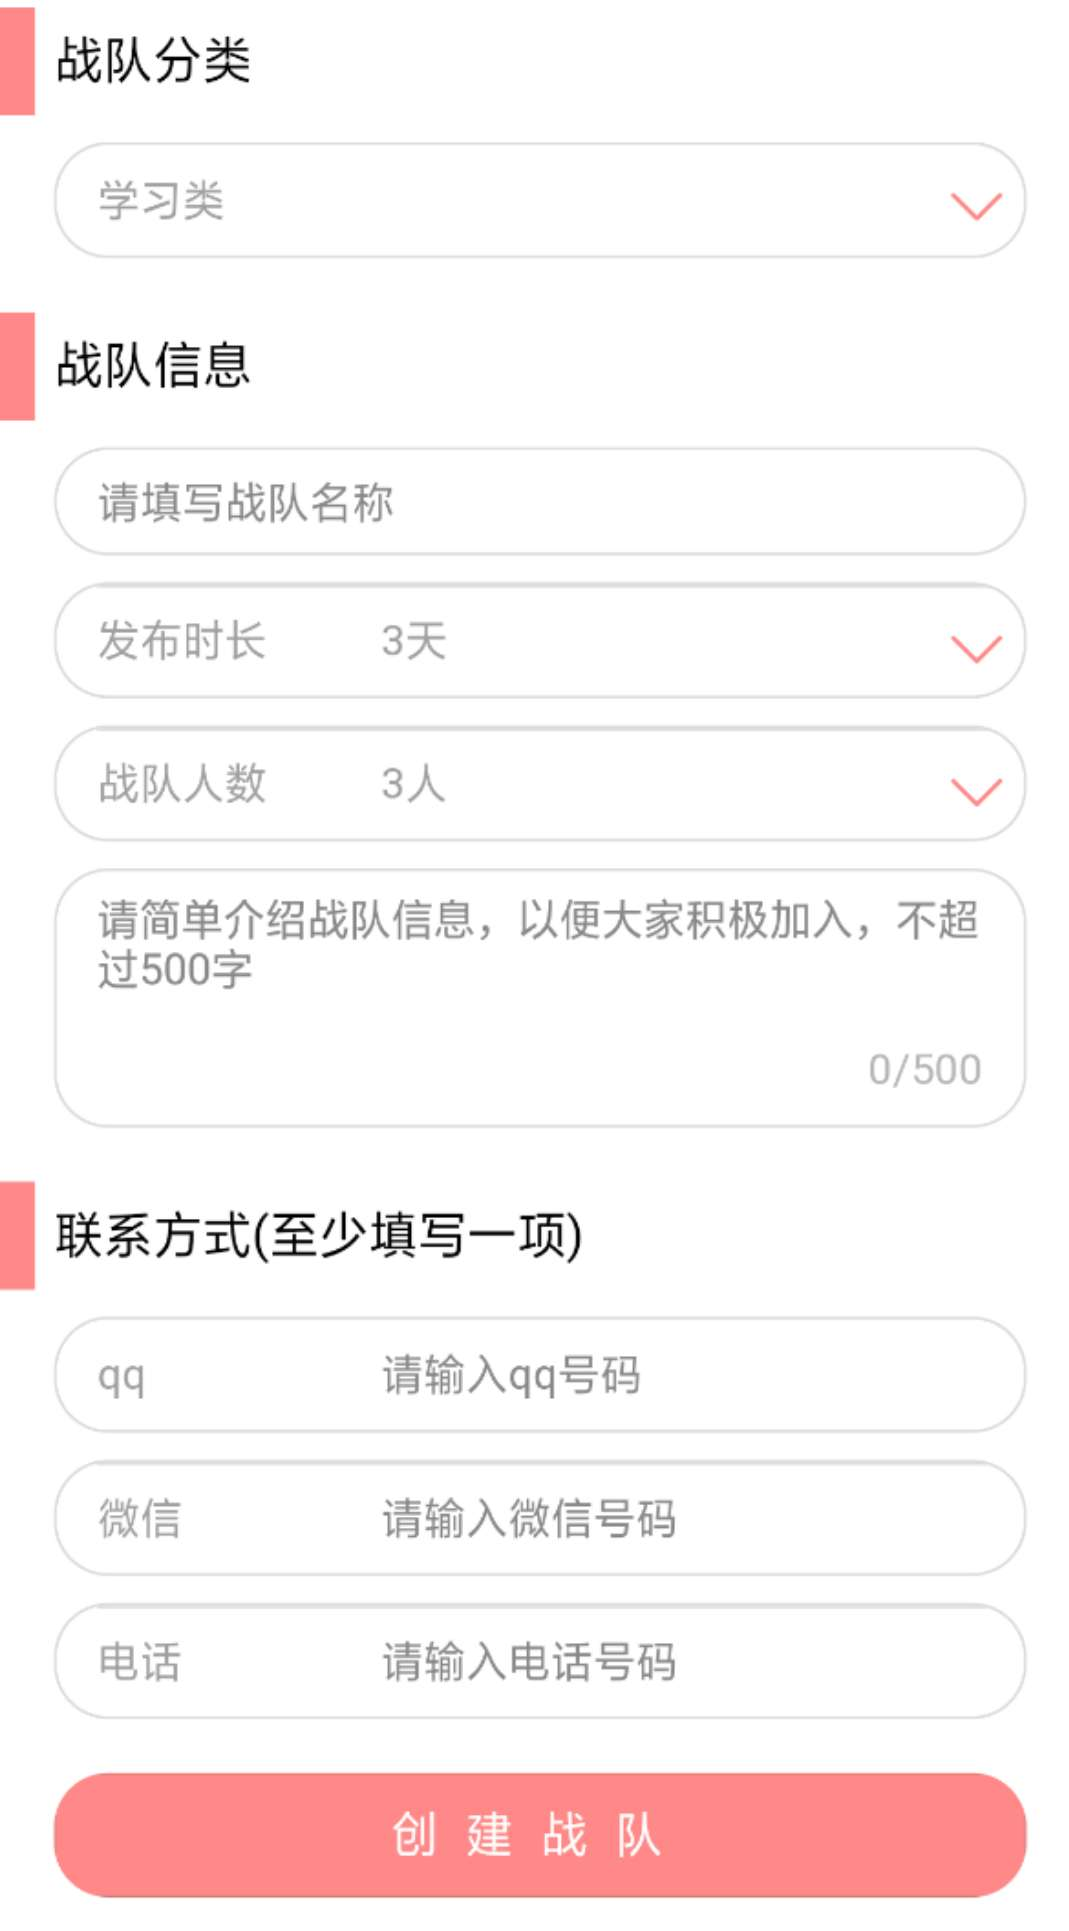 战队分类
学习类
战队信息
请填写战队名称
发布时长 3天
战队人数 3人
请简单介绍战队信息，以便大家积极加入，不超
过500字
0/500
联系方式(至少填写一项)
qq 请输入qq号码
微信 请输入微信号码
电话 请输入电话号码
创建战队